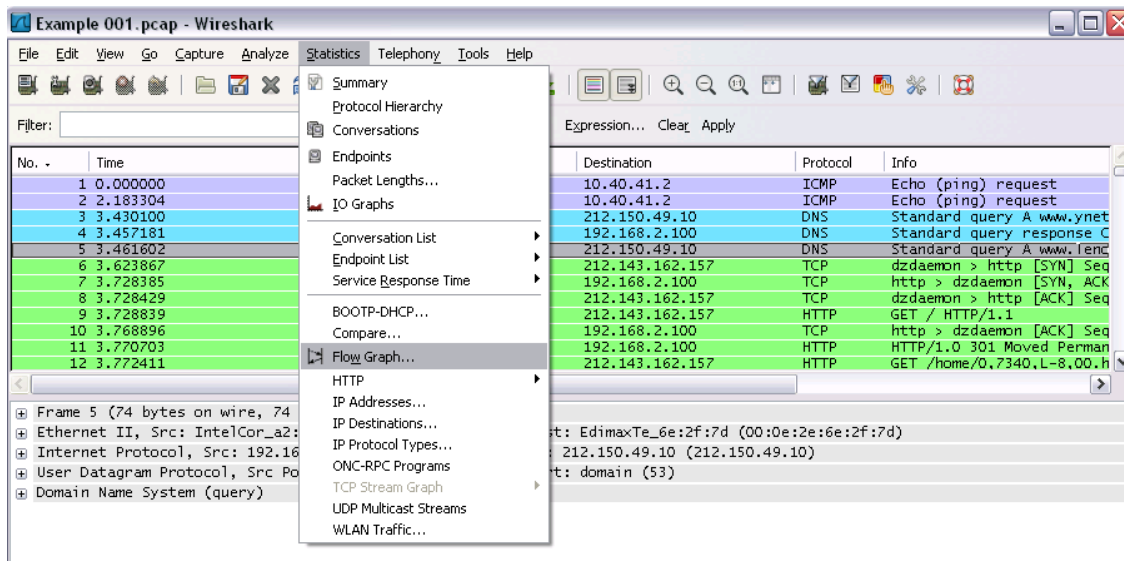 Example 001.pcap - Wireshark
File Edit View Go Capture Analyze Statistics Telephony Tools Help
Filter: Expression... Clear Apply
No. Time Destination Protocol Info
1 0.000000 10.40.41.2 ICMP Echo (ping) request
2 2.183304 10.40.41.2 ICMP Echo (ping) request
3 3.430100 212.150.49.10 DNS Standard query A www.ynet
4 3.457181 192.168.2.100 DNS Standard query response C
5 3.461602 212.150.49.10 DNS Standard query A
6 3.623867 212.143.162.157 TCP dzdaemon > http [SYN] Seq
7 3.728385 192.168.2.100 TCP http > dzdaemon [SYN, ACK
8 3.728429 212.143.162.157 TCP dzdaemon > http [ACK] Seq
9 3.728839 212.143.162.157 HTTP GET / HTTP/1.1
10 3.768896 192.168.2.100 TCP http > dzdaemon [ACK] Seq
11 3.770703 192.168.2.100 HTTP HTTP/1.0 301 Moved Perman
12 3.772411 212.143.162.157 HTTP GET /home/0,7340,L-8,00.h
Summary
Protocol Hierarchy
Conversations
Endpoints
Packet Lengths...
IO Graphs
Conversation List
Endpoint List
Service Response Time
BOOTP-DHCP...
Compare...
Flow Graph...
HTTP
IP Addresses...
IP Destinations...
IP Protocol Types...
ONC-RPC Programs
TCP Stream Graph
UDP Multicast Streams
WLAN Traffic...
Frame 5 (74 bytes on wire, 74
Ethernet II, Src: IntelCor_a2: st: EdimaxTe_6e:2f:7d (00:0e:2e:6e:2f:7d)
Internet Protocol, Src: 192.16 : 212.150.49.10 (212.150.49.10)
User Datagram Protocol, Src Po t: domain (53)
Domain Name System (query)